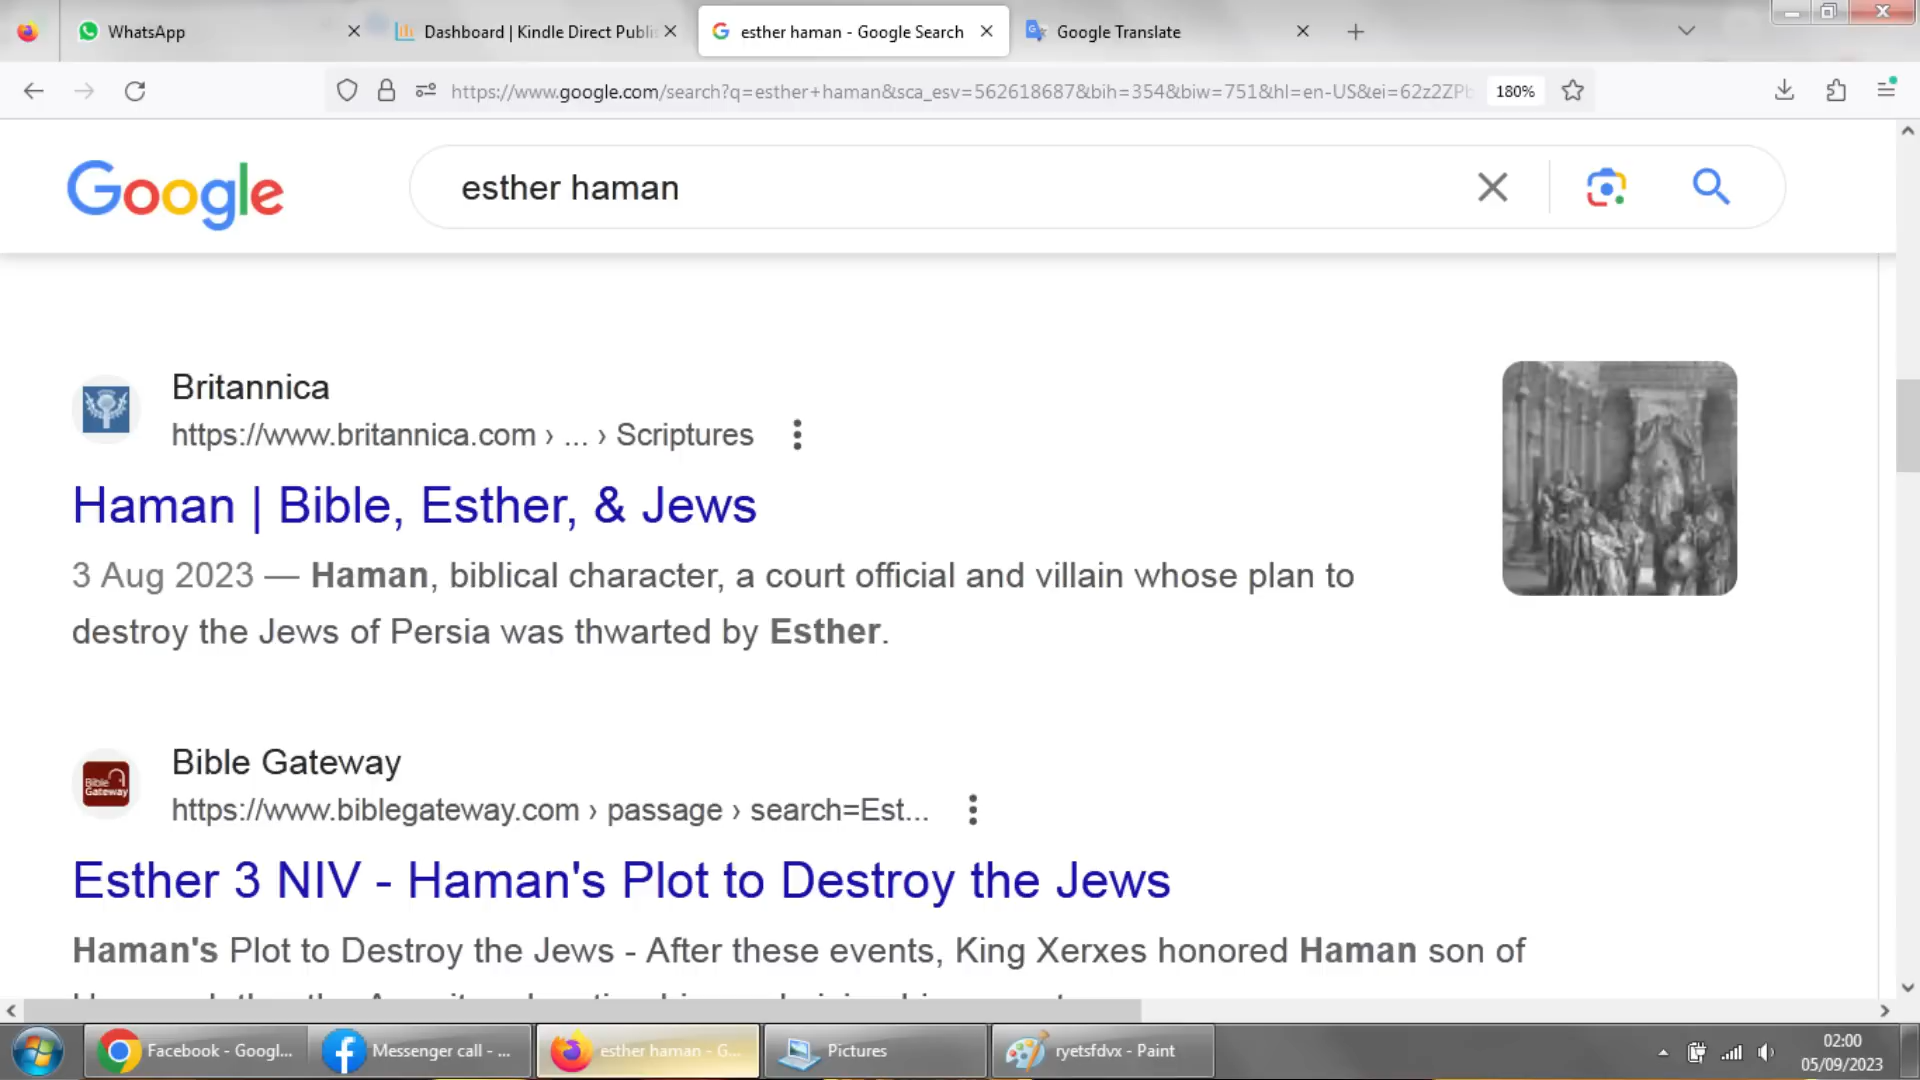 WhatsApp
Dashboard | Kindle Direct Publis
esther haman - Google Search
Google Translate
https://www.google.com/search?q=esther+haman&sca_esv=562618687&bih=354&biw=751&hl=en-US&ei=62z2ZPb
180%
Google
esther haman
Britannica
https://www.britannica.com › ... › Scriptures
Haman | Bible, Esther, & Jews
3 Aug 2023 — Haman, biblical character, a court official and villain whose plan to
destroy the Jews of Persia was thwarted by Esther.
Bible Gateway
Bible
Gateway
https://www.biblegateway.com › passage › search=Est...
Esther 3 NIV - Haman's Plot to Destroy the Jews
Haman's Plot to Destroy the Jews - After these events, King Xerxes honored Haman son of
Facebook - Googl...
Messenger call - ...
esther haman - G...
Pictures
ryetsfdvx - Paint
02:00
05/09/2023